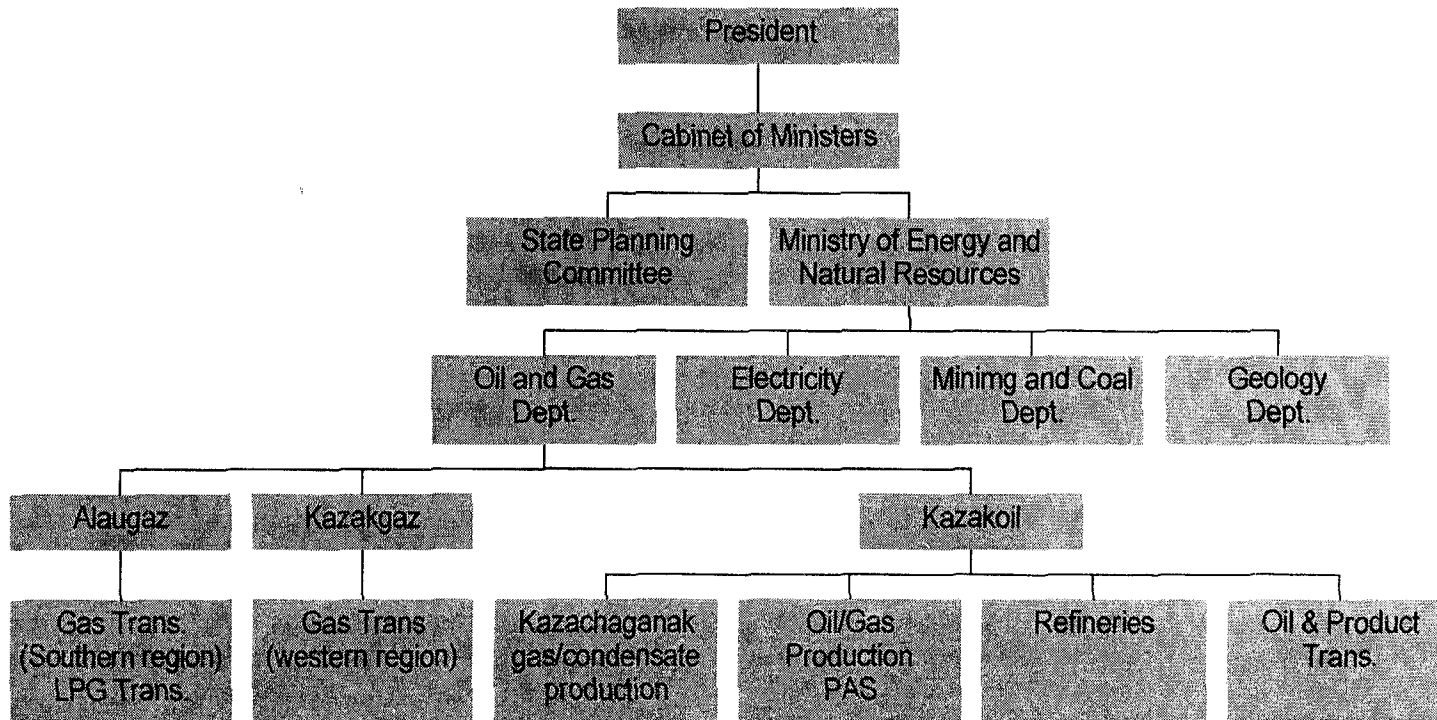 President
Cabinet of Ministers
State Planning
Committee
Ministry of Energy and
Natural Resources
Oil and Gas
Dept.
Electricity
Dept.
Minimg and Coal
Dept.
Geology
Dept.
Alaugaz
Kazakgaz
Kazakoil
Gas Trans.
(Southern region)
LPG Trans.
Gas Trans
(western region)
Kazachaganak
gas/condensate
production
Oil/Gas
Production
PAS
Refineries
Oil & Product
Trans.